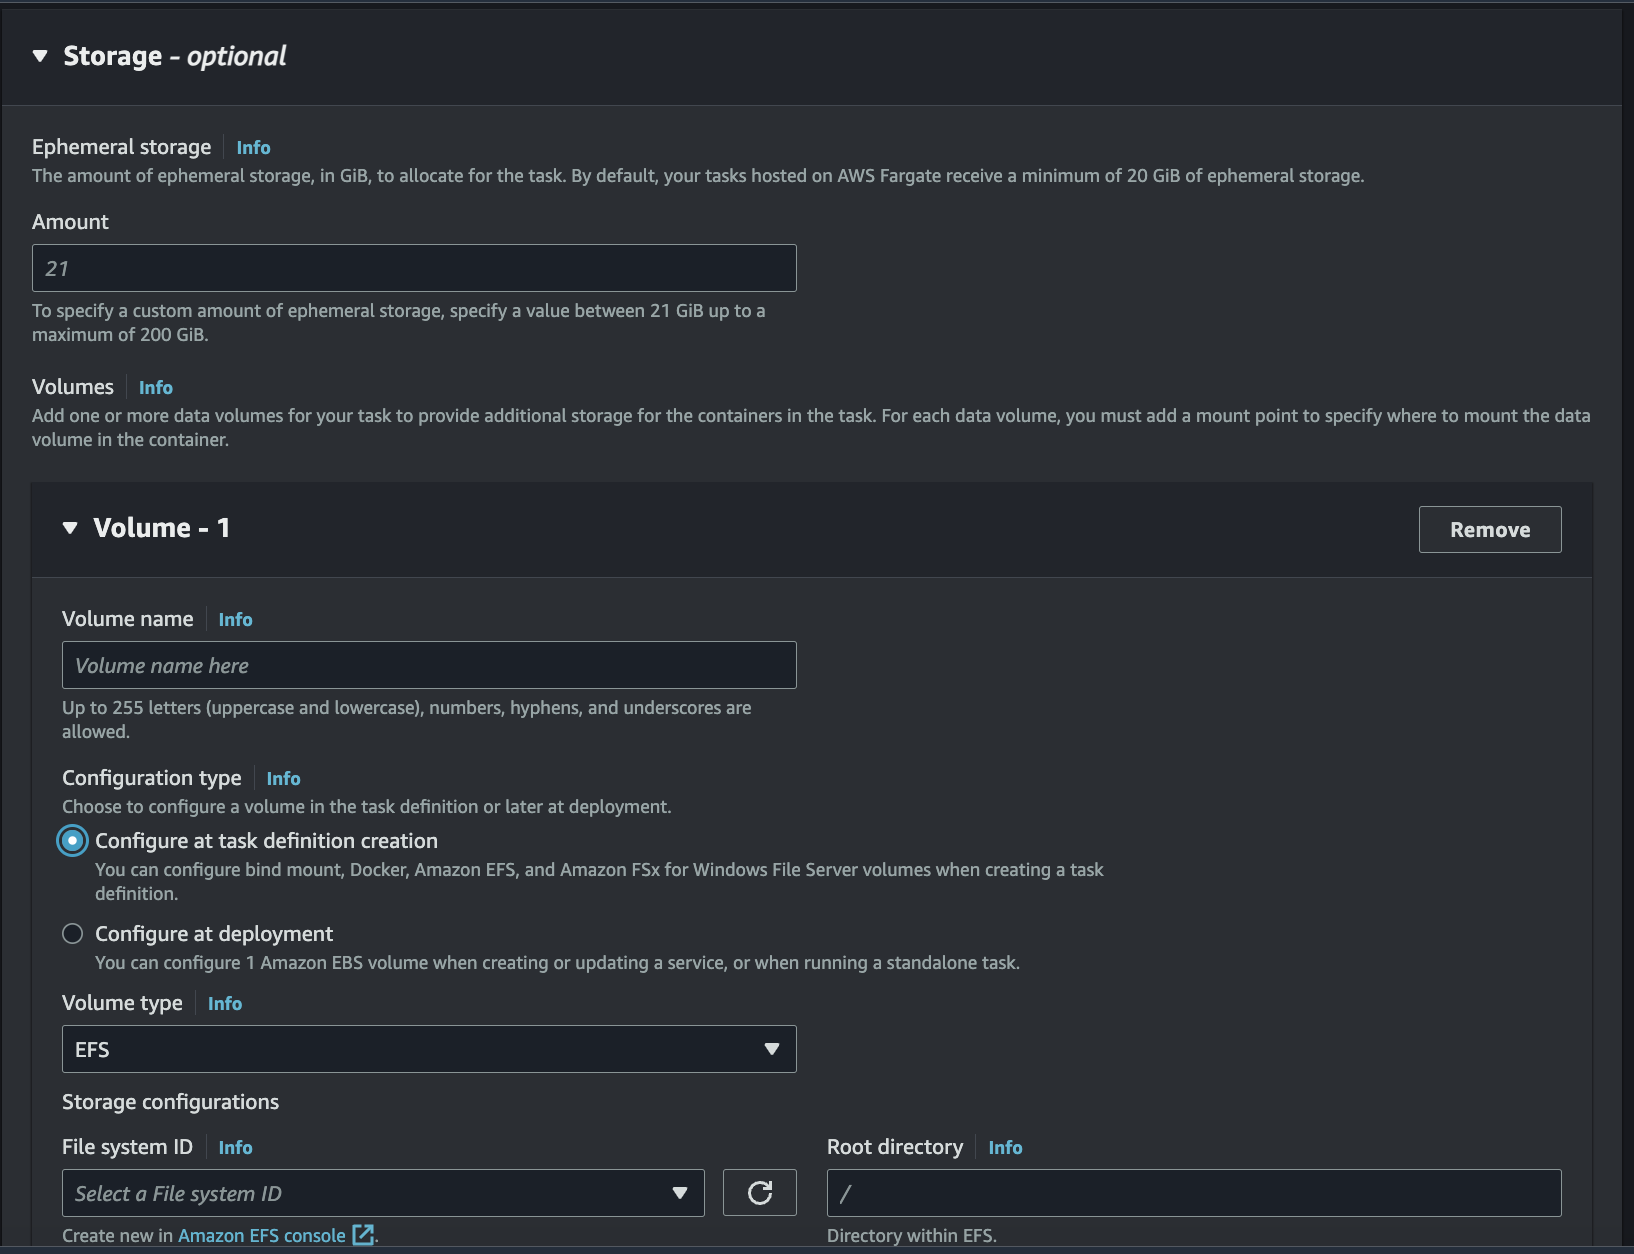 Storage - optional
Ephemeral storage Info
The amount of ephemeral storage, in GiB, to allocate for the task. By default, your tasks hosted on AWS Fargate receive a minimum of 20 GiB of ephemeral storage.
Amount
21
To specify a custom amount of ephemeral storage, specify a value between 21 GiB up to a
maximum of 200 GiB.
Volumes Info
Add one or more data volumes for your task to provide additional storage for the containers in the task. For each data volume, you must add a mount point to specify where to mount the data
volume in the container.
Volume - 1 Remove
Volume name Info
Volume name here
Up to 255 letters (uppercase and lowercase), numbers, hyphens, and underscores are
allowed.
Configuration type Info
Choose to configure a volume in the task definition or later at deployment.
Configure at task definition creation
You can configure bind mount, Docker, Amazon EFS, and Amazon FSx for Windows File Server volumes when creating a task
definition.
Configure at deployment
You can configure 1 Amazon EBS volume when creating or updating a service, or when running a standalone task.
Volume type Info
EFS
Storage configurations
File system ID Info
Select a File system ID
Create new in Amazon EFS console.
Root directory Info
/
Directory within EFS.